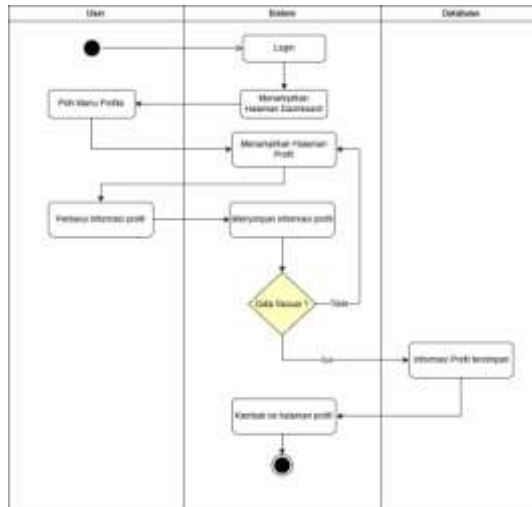 User
Sistem
Database
Login
Menampilkan
Halaman Dashboard
Pilih Menu Profile
Menampilkan Halaman
Profil
Perbarui Informasi profil
Menyimpan informasi profil
Data Sesuai ?
Tidak
Informasi Profil tersimpan
Kembali ke halaman profil